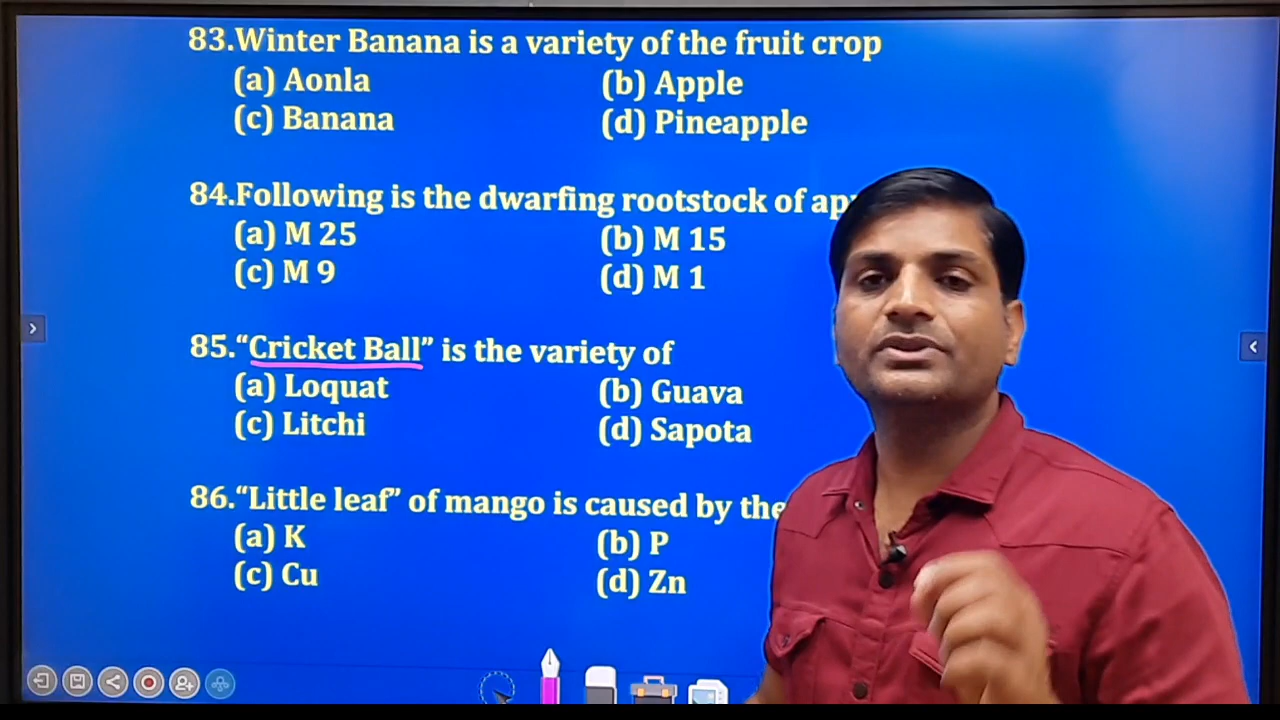 83.Winter Banana is a variety of the fruit crop
(a) Aonla (b) Apple
(c) Banana (d) Pineapple
84.Following is the dwarfing rootstock of
(a) M 25 (b) M 15
(c) M 9 (d) M 1
85.“Cricket Ball” is the variety of
(a) Loquat (b) Guava
(c) Litchi (d) Sapota
86.“Little leaf” of mango is caused by the
(a) K (b) P
(c) Cu (d) Zn